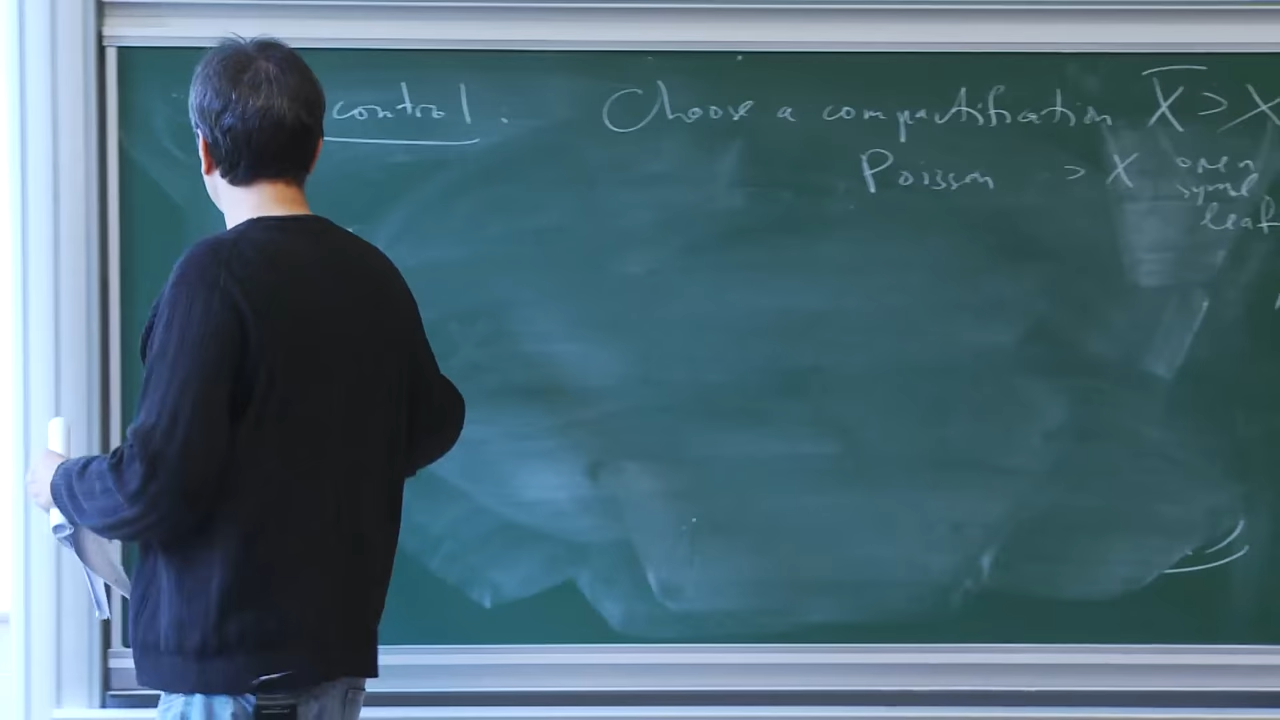 control : Choose a compactification X̄ > X
Poisson > X open
sympl
leaf